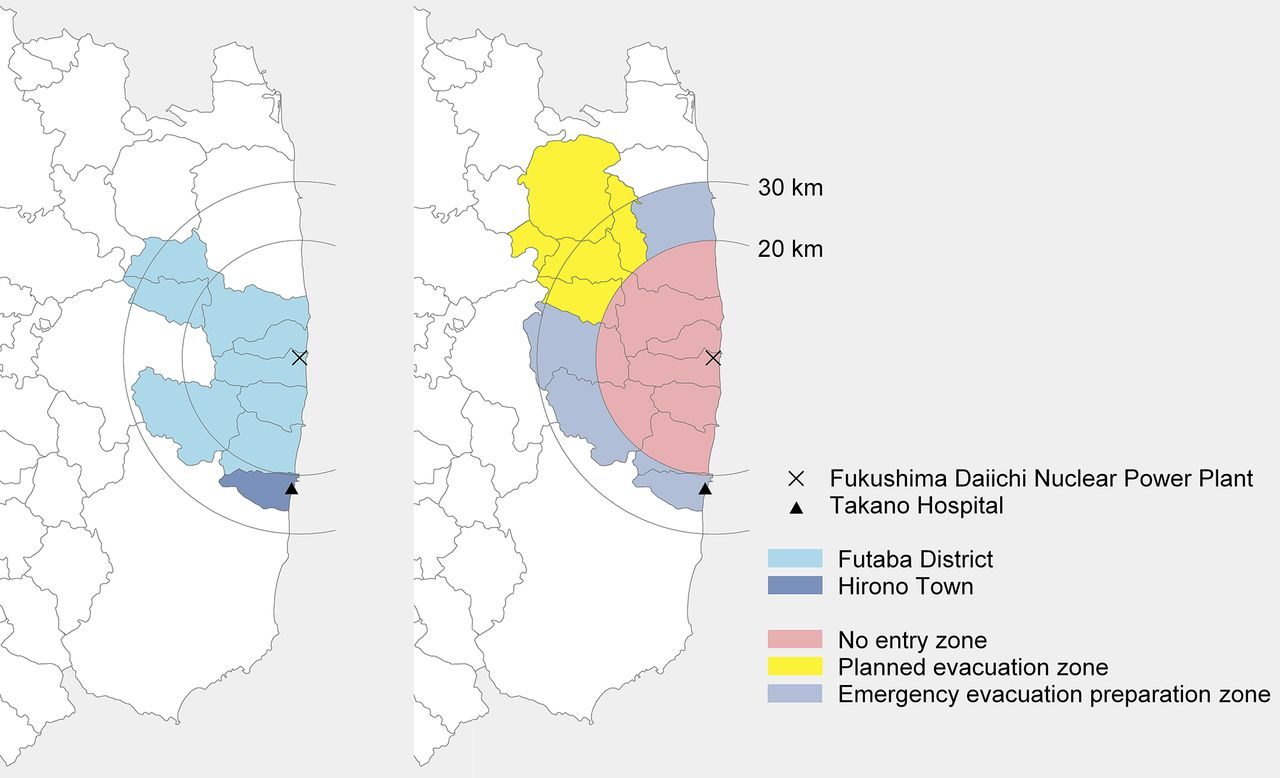 30 km
20 km
Fukushima Daiichi Nuclear Power Plant
Takano Hospital
Futaba District
Hirono Town
No entry zone
Planned evacuation zone
Emergency evacuation preparation zone